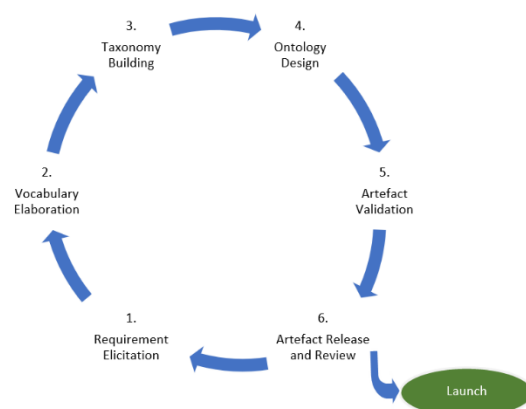 1.
Requirement
Elicitation
2.
Vocabulary
Elaboration
3.
Taxonomy
Building
4.
Ontology
Design
5.
Artefact
Validation
6.
Artefact Release
and Review
Launch